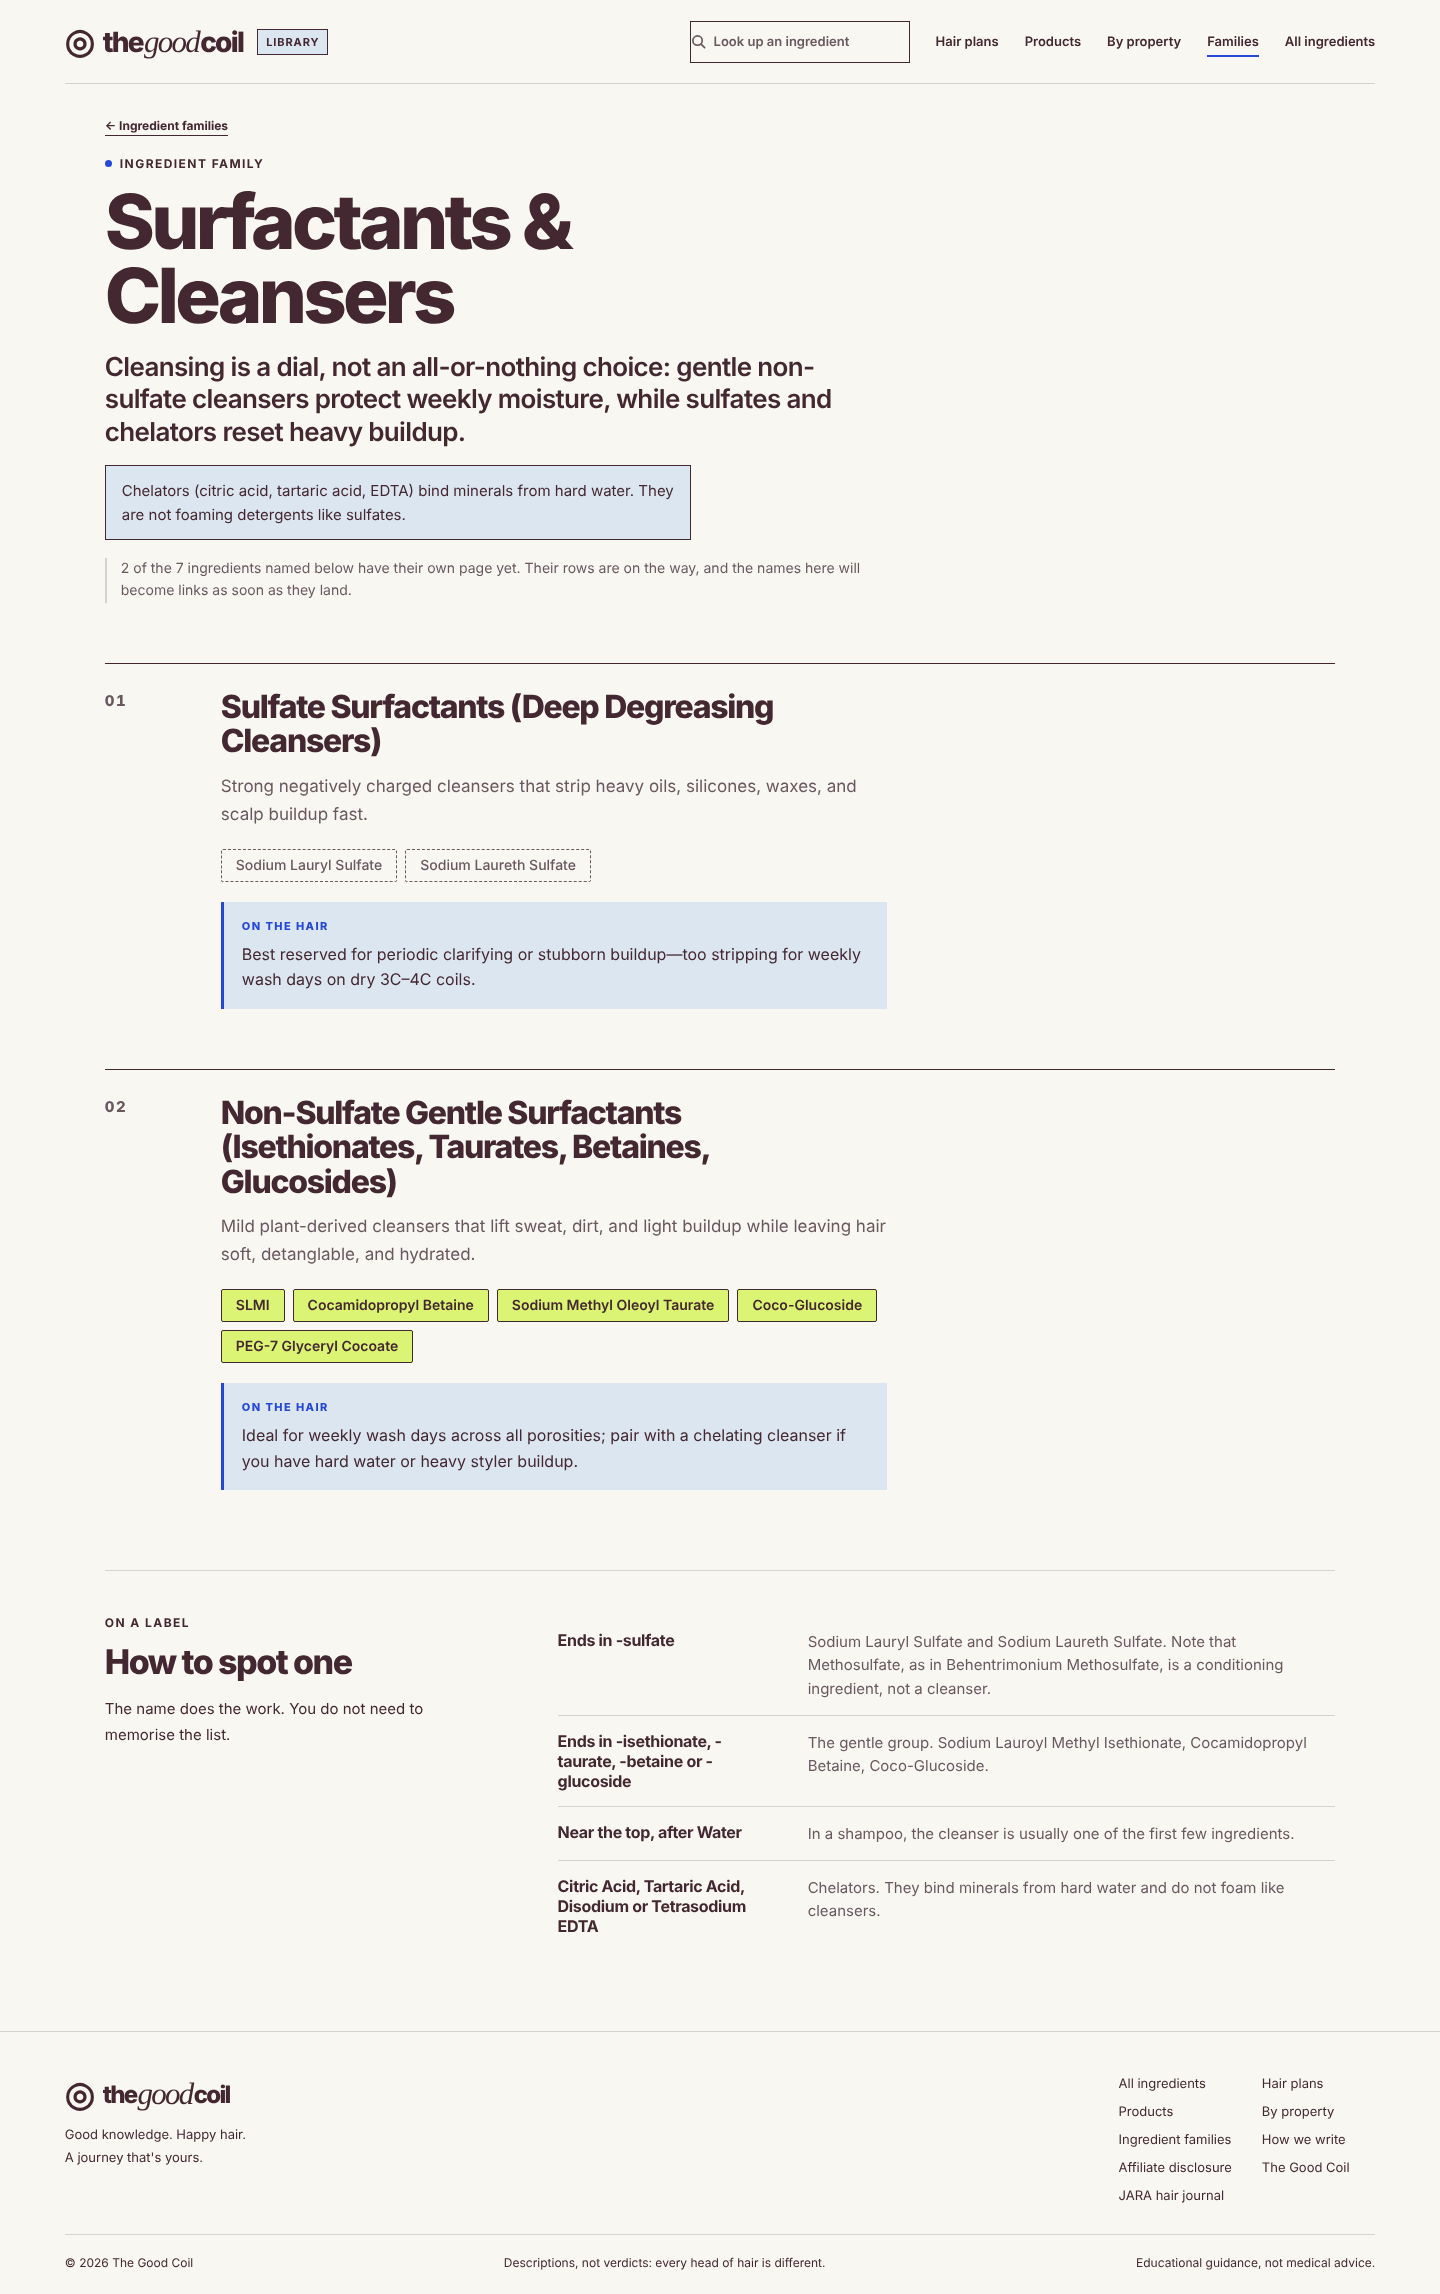 thegoodcoil LIBRARY
Look up an ingredient Hair plans Products By property Families All ingredients
← Ingredient families
INGREDIENT FAMILY
Surfactants &
Cleansers
Cleansing is a dial, not an all-or-nothing choice: gentle non-
sulfate cleansers protect weekly moisture, while sulfates and
chelators reset heavy buildup.
Chelators (citric acid, tartaric acid, EDTA) bind minerals from hard water. They
are not foaming detergents like sulfates.
2 of the 7 ingredients named below have their own page yet. Their rows are on the way, and the names here will
become links as soon as they land.
01
Sulfate Surfactants (Deep Degreasing
Cleansers)
Strong negatively charged cleansers that strip heavy oils, silicones, waxes, and
scalp buildup fast.
Sodium Lauryl Sulfate Sodium Laureth Sulfate
ON THE HAIR
Best reserved for periodic clarifying or stubborn buildup—too stripping for weekly
wash days on dry 3C–4C coils.
02
Non-Sulfate Gentle Surfactants
(Isethionates, Taurates, Betaines,
Glucosides)
Mild plant-derived cleansers that lift sweat, dirt, and light buildup while leaving hair
soft, detanglable, and hydrated.
SLMI Cocamidopropyl Betaine Sodium Methyl Oleoyl Taurate Coco-Glucoside
PEG-7 Glyceryl Cocoate
ON THE HAIR
Ideal for weekly wash days across all porosities; pair with a chelating cleanser if
you have hard water or heavy styler buildup.
ON A LABEL
How to spot one
The name does the work. You do not need to
memorise the list.
Ends in -sulfate
Sodium Lauryl Sulfate and Sodium Laureth Sulfate. Note that
Methosulfate, as in Behentrimonium Methosulfate, is a conditioning
ingredient, not a cleanser.
Ends in -isethionate, -
taurate, -betaine or -
glucoside
The gentle group. Sodium Lauroyl Methyl Isethionate, Cocamidopropyl
Betaine, Coco-Glucoside.
Near the top, after Water
In a shampoo, the cleanser is usually one of the first few ingredients.
Citric Acid, Tartaric Acid,
Disodium or Tetrasodium
EDTA
Chelators. They bind minerals from hard water and do not foam like
cleansers.
thegoodcoil
Good knowledge. Happy hair.
A journey that's yours.
All ingredients
Products
Ingredient families
Affiliate disclosure
JARA hair journal
Hair plans
By property
How we write
The Good Coil
© 2026 The Good Coil
Descriptions, not verdicts: every head of hair is different.
Educational guidance, not medical advice.